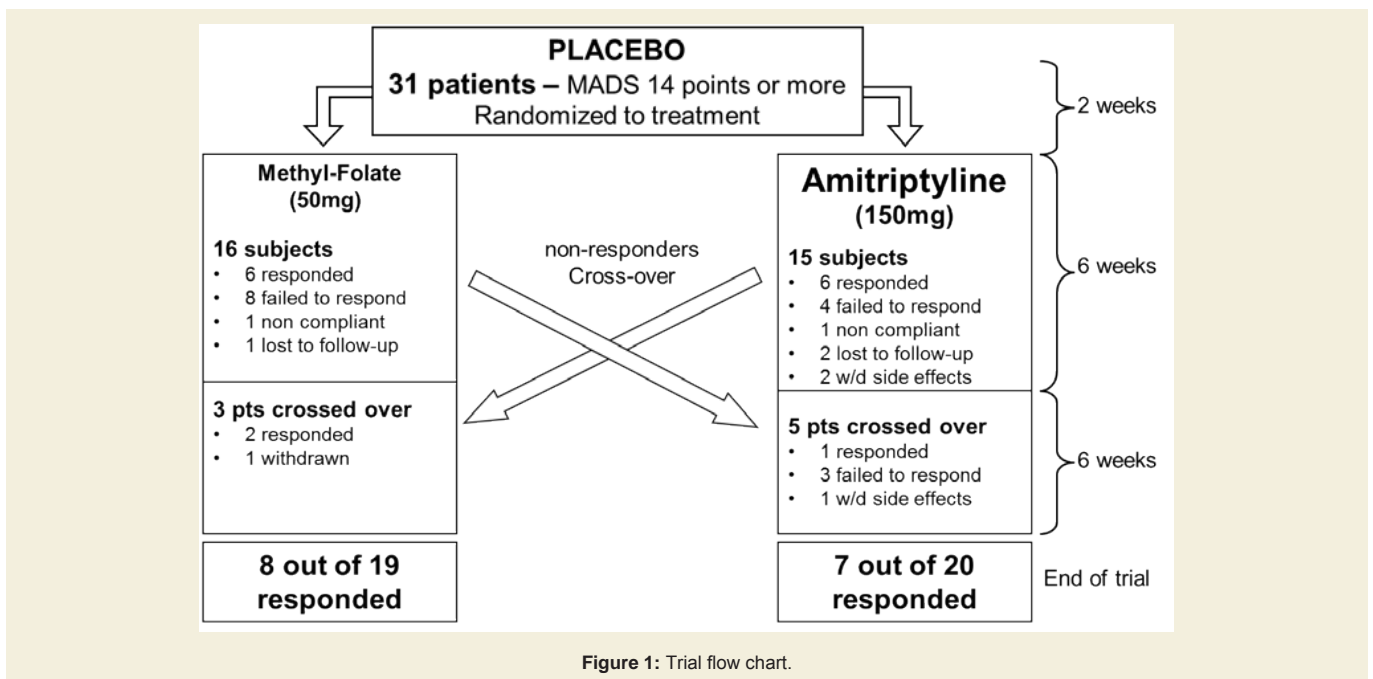 PLACEBO
31 patients – MADS 14 points or more
Randomized to treatment
2 weeks
Methyl-Folate
(50mg)
16 subjects
• 6 responded
• 8 failed to respond
• 1 non compliant
• 1 lost to follow-up
non-responders
Cross-over
Amitriptyline
(150mg)
15 subjects
• 6 responded
• 4 failed to respond
• 1 non compliant
• 2 lost to follow-up
• 2 w/d side effects
6 weeks
3 pts crossed over
• 2 responded
• 1 withdrawn
5 pts crossed over
• 1 responded
• 3 failed to respond
• 1 w/d side effects
6 weeks
8 out of 19
responded
7 out of 20
responded
End of trial
Figure 1: Trial flow chart.